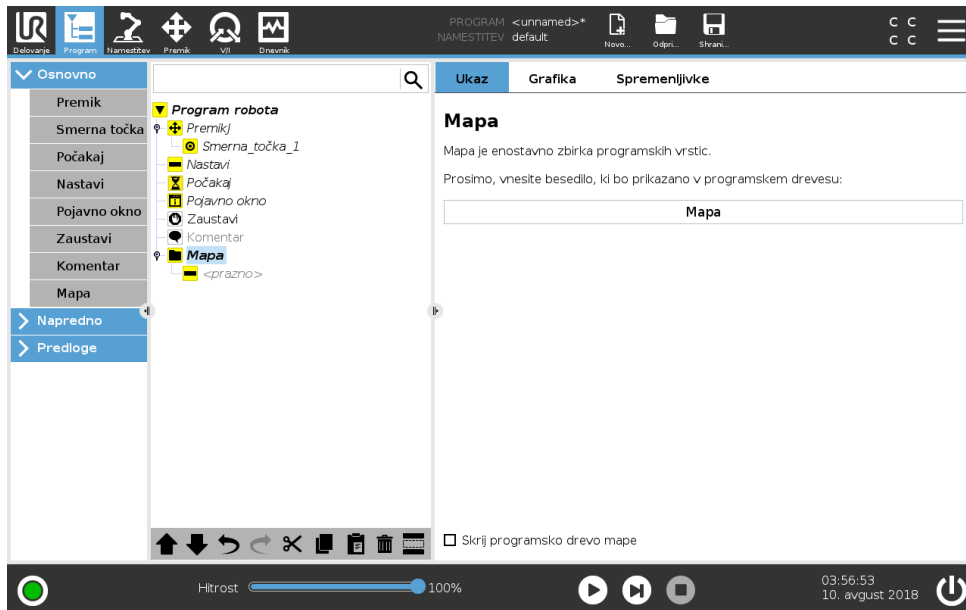 UR
Delovanje
Program
Namestitev
Premik
V/I
Dnevnik
PROGRAM <unnamed>*
NAMESTITEV default
Novo...
Odpri...
Shrani...
C C
C C
Osnovno
Premik
Smerna točka
Počakaj
Nastavi
Pojavno okno
Zaustavi
Komentar
Mapa
Napredno
Predloge
Program robota
PremikJ
Smerna_točka_1
Nastavi
Počakaj
Pojavno okno
Zaustavi
Komentar
Mapa
<prazno>
Ukaz Grafika Spremenljivke
Mapa
Mapa je enostavno zbirka programskih vrstic.
Prosimo, vnesite besedilo, ki bo prikazano v programskem drevesu:
Mapa
Skrij programsko drevo mape
Hitrost 100%
03:56:53
10. avgust 2018